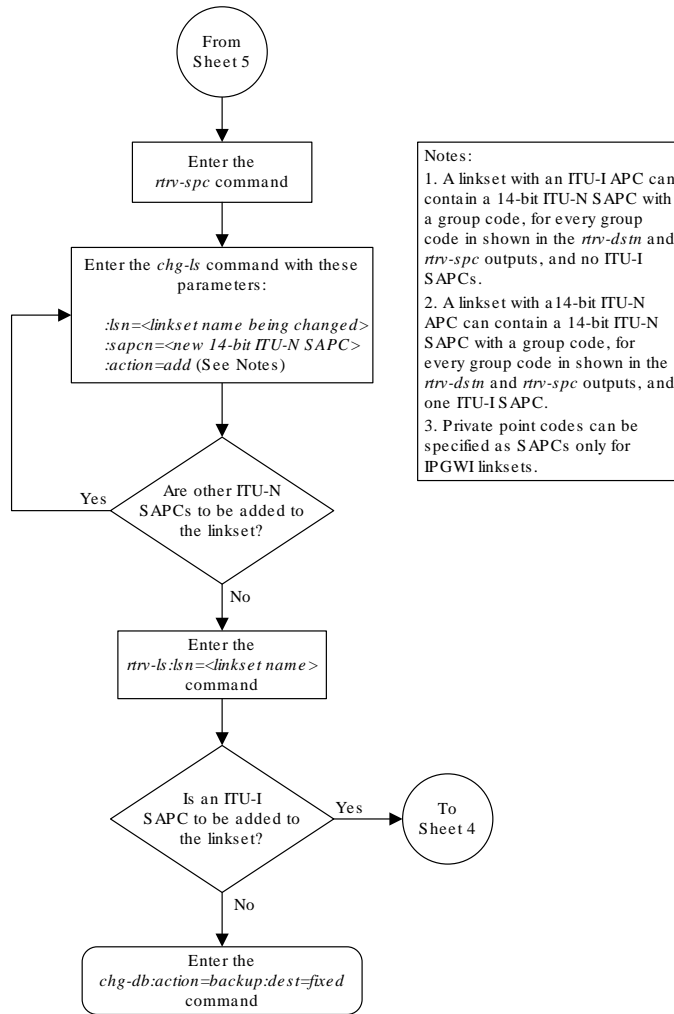 From
Sheet 5
Enter the
rtrv-spc command
Enter the chg-ls command with these
parameters:
:lsn=<linkset name being changed>
:sapcn=<new 14-bit ITU-N SAPC>
:action=add (See Notes)
Yes
Are other ITU-N
SAPCs to be added to
the linkset?
No
Enter the
rtrv-ls:lsn=<linkset name>
command
Is an ITU-I
SAPC to be added to
the linkset?
Yes
To
Sheet 4
No
Enter the
chg-db:action=backup:dest=fixed
command
Notes:
1. A linkset with an ITU-I APC can
contain a 14-bit ITU-N SAPC with
a group code, for every group
code in shown in the rtrv-dstn and
rtrv-spc outputs, and no ITU-I
SAPCs.
2. A linkset with a14-bit ITU-N
APC can contain a 14-bit ITU-N
SAPC with a group code, for
every group code in shown in the
rtrv-dstn and rtrv-spc outputs, and
one ITU-I SAPC.
3. Private point codes can be
specified as SAPCs only for
IPGWI linksets.